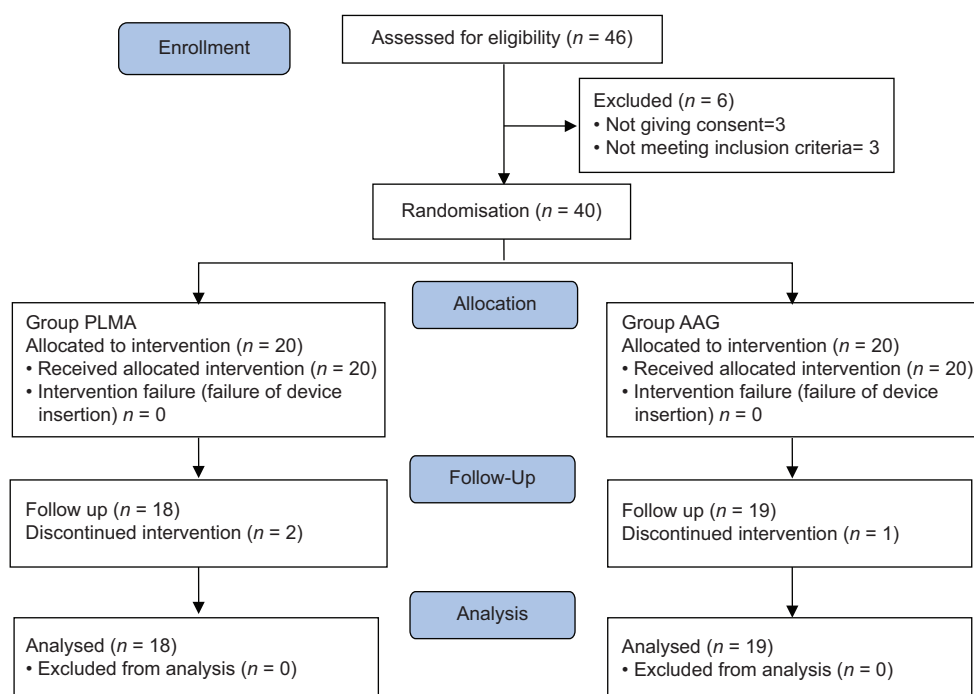 Enrollment
Assessed for eligibility (n = 46)
Excluded (n = 6)
• Not giving consent=3
• Not meeting inclusion criteria= 3
Randomisation (n = 40)
Allocation
Group PLMA
Allocated to intervention (n = 20)
• Received allocated intervention (n = 20)
• Intervention failure (failure of device
insertion) n = 0
Group AAG
Allocated to intervention (n = 20)
• Received allocated intervention (n = 20)
• Intervention failure (failure of device
insertion) n = 0
Follow-Up
Follow up (n = 18)
Discontinued intervention (n = 2)
Follow up (n = 19)
Discontinued intervention (n = 1)
Analysis
Analysed (n = 18)
• Excluded from analysis (n = 0)
Analysed (n = 19)
• Excluded from analysis (n = 0)